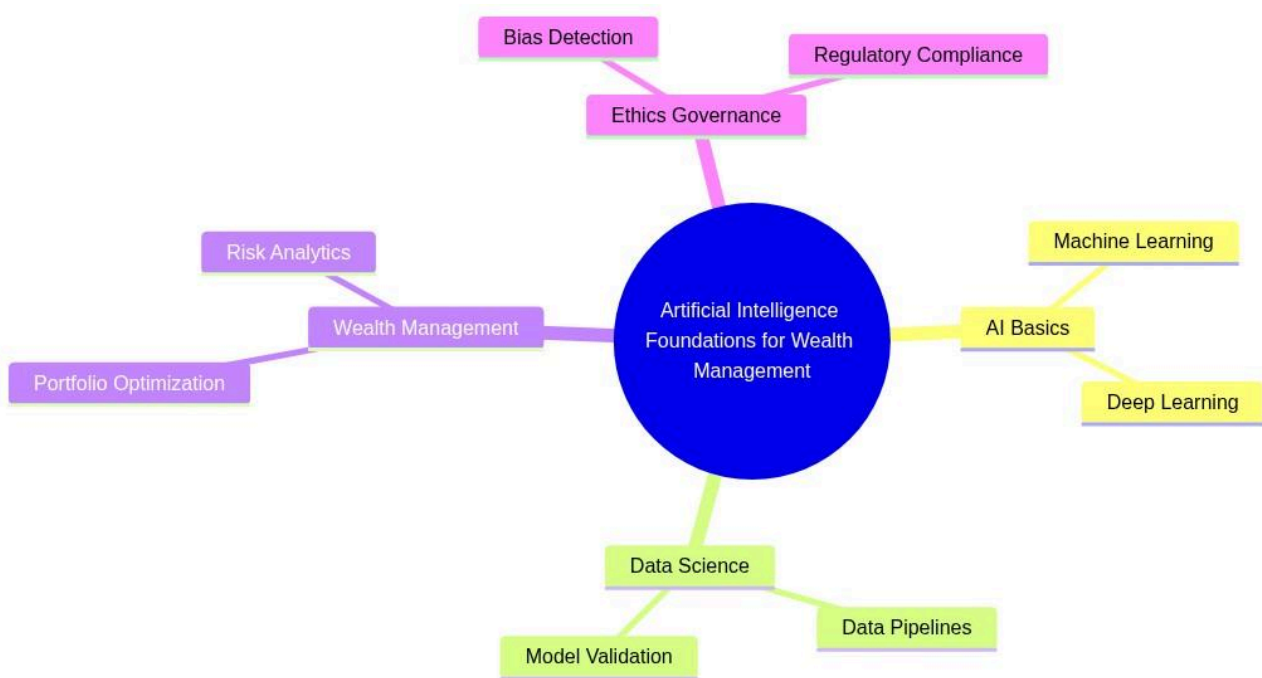 Bias Detection
Regulatory Compliance
Ethics Governance
Machine Learning
Risk Analytics
Artificial Intelligence
Foundations for Wealth
Management
Wealth Management
AI Basics
Portfolio Optimization
Deep Learning
Data Science
Data Pipelines
Model Validation